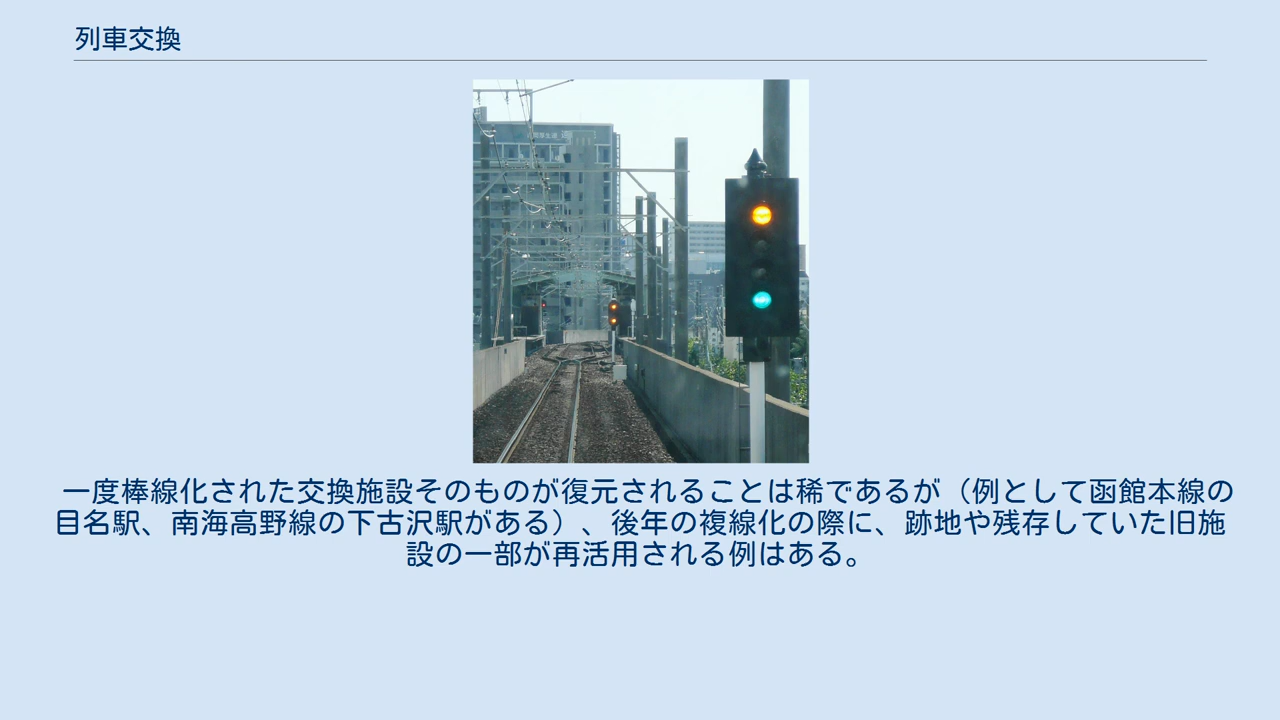 列車交換
一度棒線化された交換施設そのものが復元されることは稀であるが（例として函館本線の
目名駅、南海高野線の下古沢駅がある）、後年の複線化の際に、跡地や残存していた旧施
設の一部が再活用される例はある。